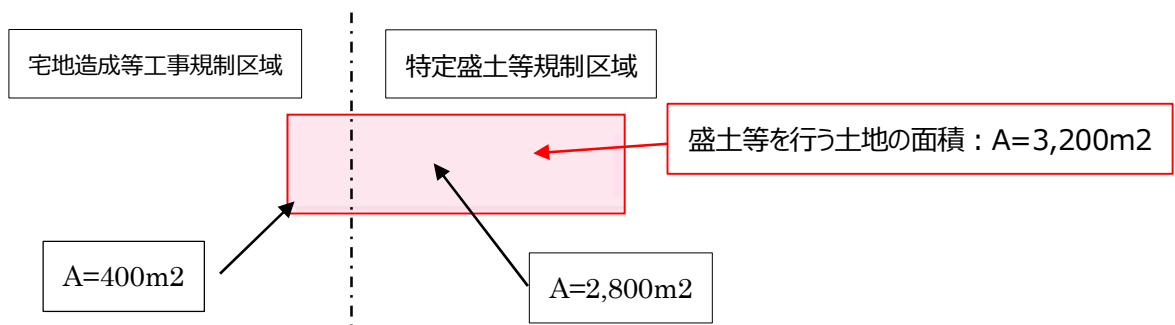 宅地造成等工事規制区域
特定盛土等規制区域
盛土等を行う土地の面積：A=3,200m2
A=400m2
A=2,800m2